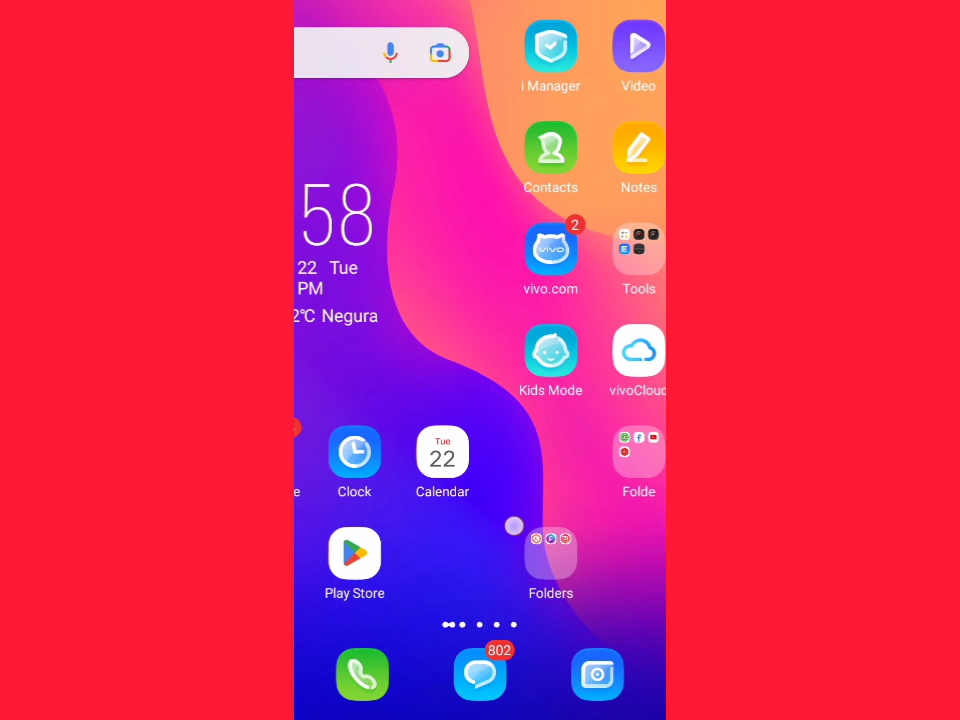 i Manager
Video
Contacts
Notes
58
22 Tue
PM
2°C Negura
2
vivo
vivo.com
Tools
Kids Mode
vivoCloud
Tue
22
e
Clock
Calendar
Folde
Play Store
Folders
802